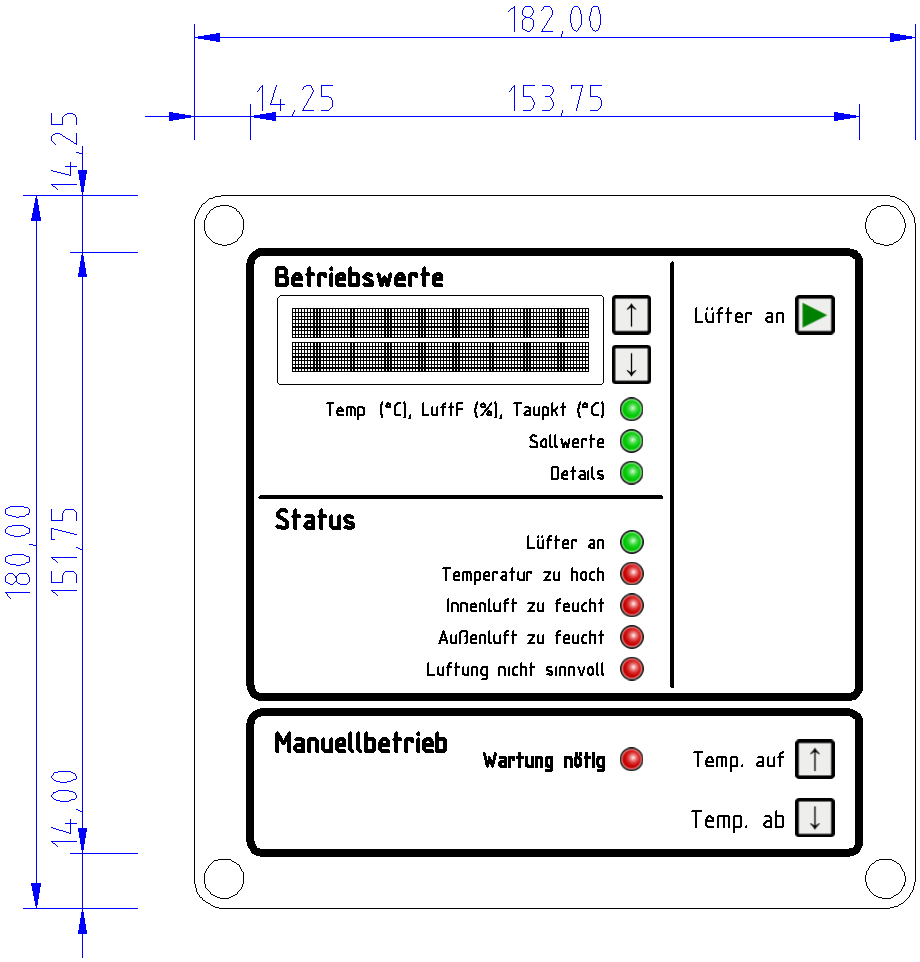 182,00
14,25
153,75
14,25
180,00
151,75
14,00
Betriebswerte
↑
↓
Lüfter an
Temp (°C), LuftF (%), Taupkt (°C)
Sollwerte
Details
Status
Lüfter an
Temperatur zu hoch
Innenluft zu feucht
Außenluft zu feucht
Luftung nicht sinnvoll
Manuellbetrieb
Wartung nötig
Temp. auf ↑
Temp. ab ↓